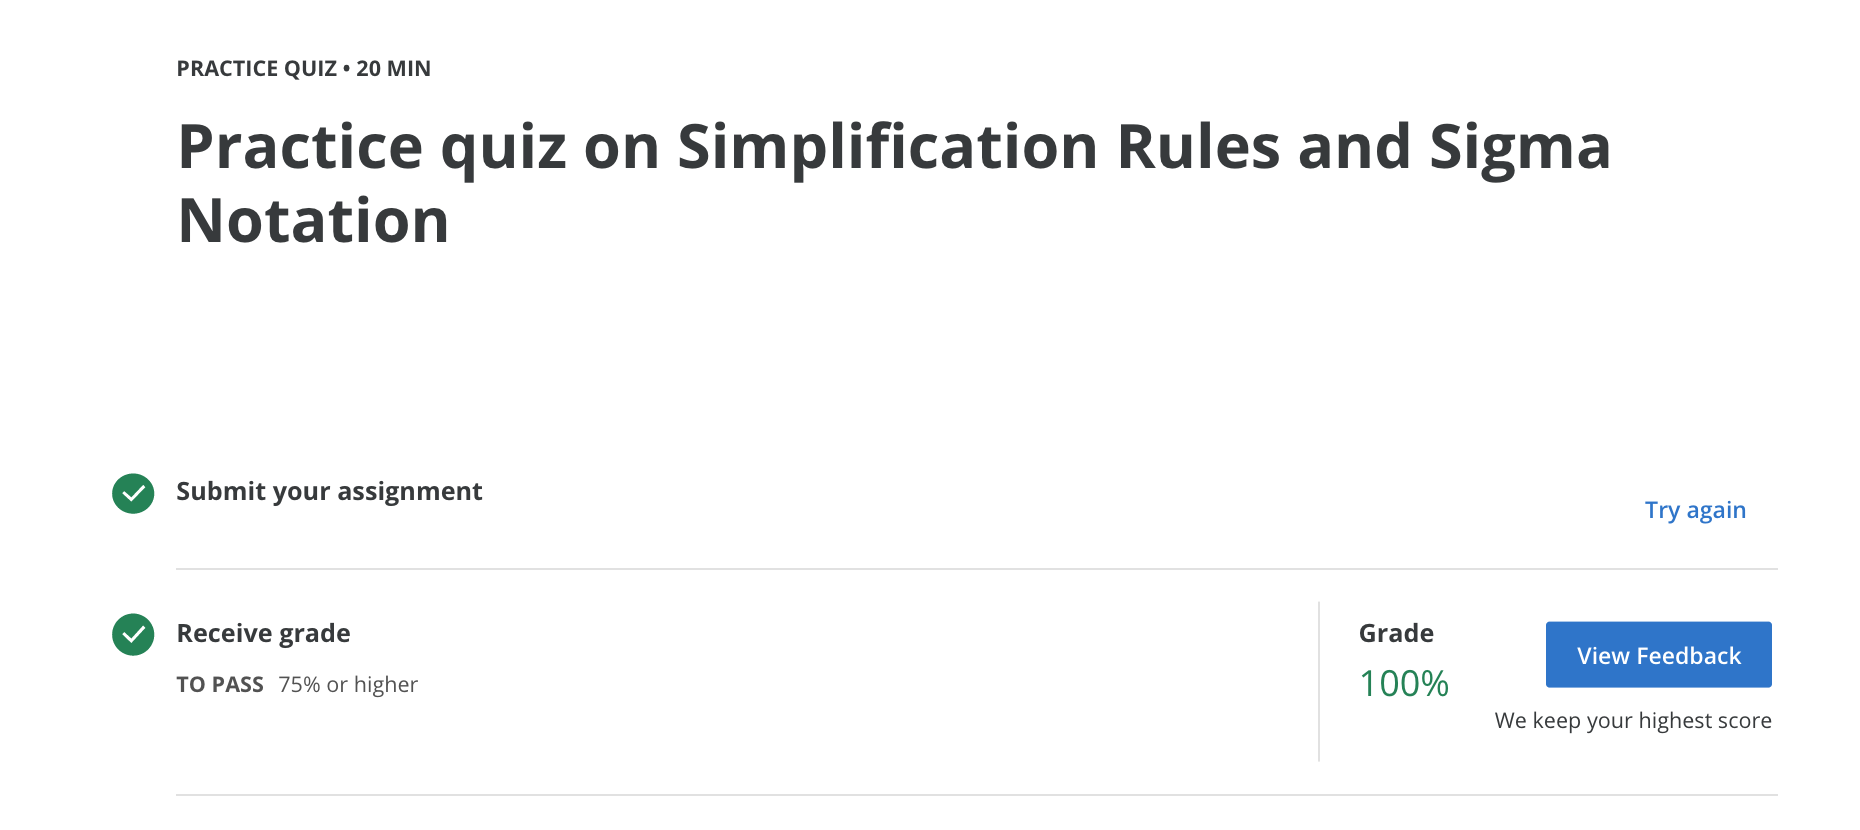 PRACTICE QUIZ • 20 MIN
Practice quiz on Simplification Rules and Sigma
Notation
Submit your assignment
Try again
Receive grade
TO PASS 75% or higher
Grade
100%
View Feedback
We keep your highest score